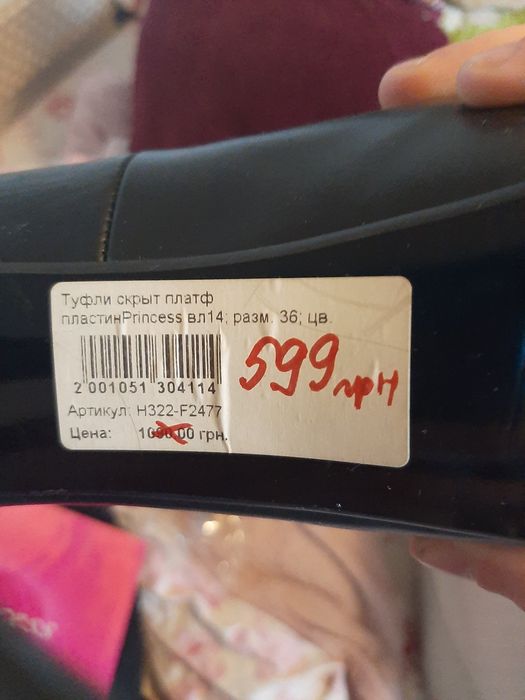 Туфли скрыт платф
пластинPrincess вл14; разм. 36; цв.
2 001051 304114
Артикул: H322-F2477
Цена: грн.
599 грн